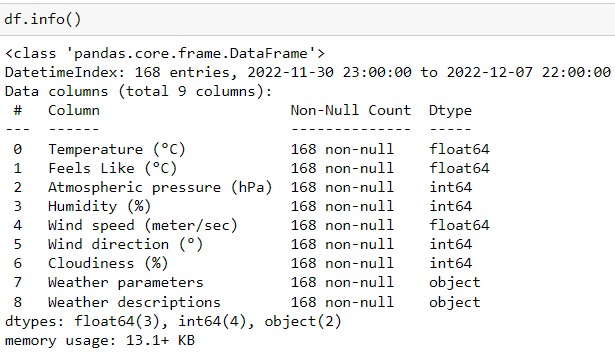 df.info()
<class 'pandas.core.frame.DataFrame'>
DatetimeIndex: 168 entries, 2022-11-30 23:00:00 to 2022-12-07 22:00:00
Data columns (total 9 columns):
 #   Column                      Non-Null Count  Dtype
---  ------                      --------------  -----
 0   Temperature (°C)            168 non-null    float64
 1   Feels Like (°C)             168 non-null    float64
 2   Atmospheric pressure (hPa)  168 non-null    int64
 3   Humidity (%)                168 non-null    int64
 4   Wind speed (meter/sec)      168 non-null    float64
 5   Wind direction (°)          168 non-null    int64
 6   Cloudiness (%)              168 non-null    int64
 7   Weather parameters          168 non-null    object
 8   Weather descriptions        168 non-null    object
dtypes: float64(3), int64(4), object(2)
memory usage: 13.1+ KB